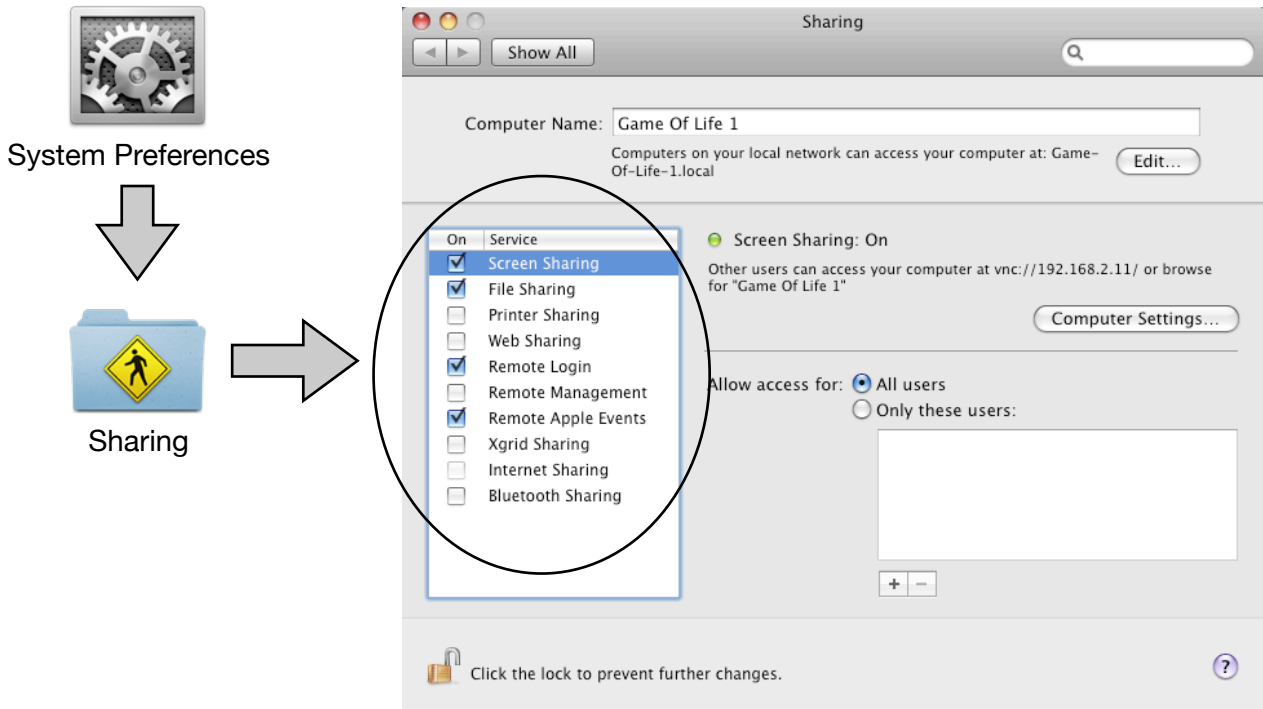 System Preferences
Sharing
Sharing
Show All
Computer Name: Game Of Life 1
Computers on your local network can access your computer at: Game-
Of-Life-1.local
Edit...
On Service
Screen Sharing
File Sharing
Printer Sharing
Web Sharing
Remote Login
Remote Management
Remote Apple Events
Xgrid Sharing
Internet Sharing
Bluetooth Sharing
Screen Sharing: On
Other users can access your computer at vnc://192.168.2.11/ or browse
for "Game Of Life 1"
Computer Settings...
Allow access for: All users
Only these users:
+ −
Click the lock to prevent further changes.
?